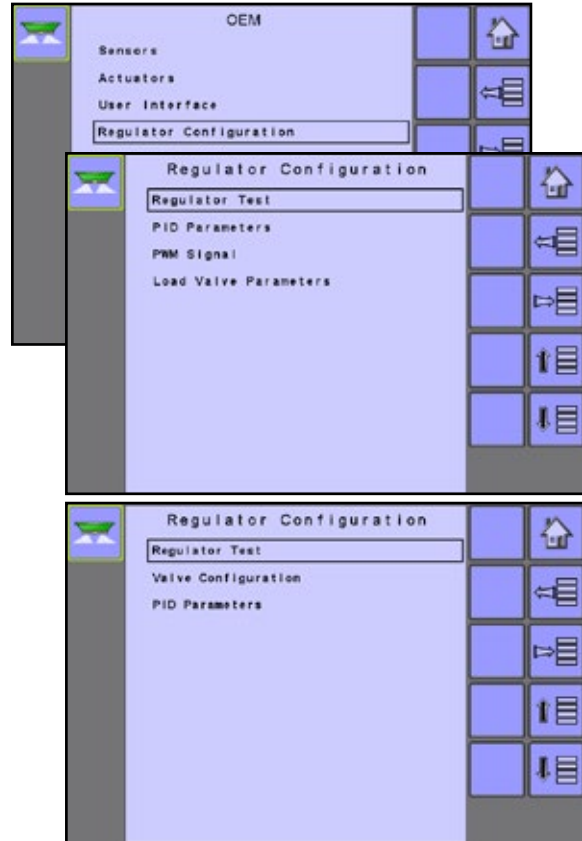 OEM
Sensors
Actuators
User Interface
Regulator Configuration
Regulator Configuration
Regulator Test
PID Parameters
PWM Signal
Load Valve Parameters
Regulator Configuration
Regulator Test
Valve Configuration
PID Parameters